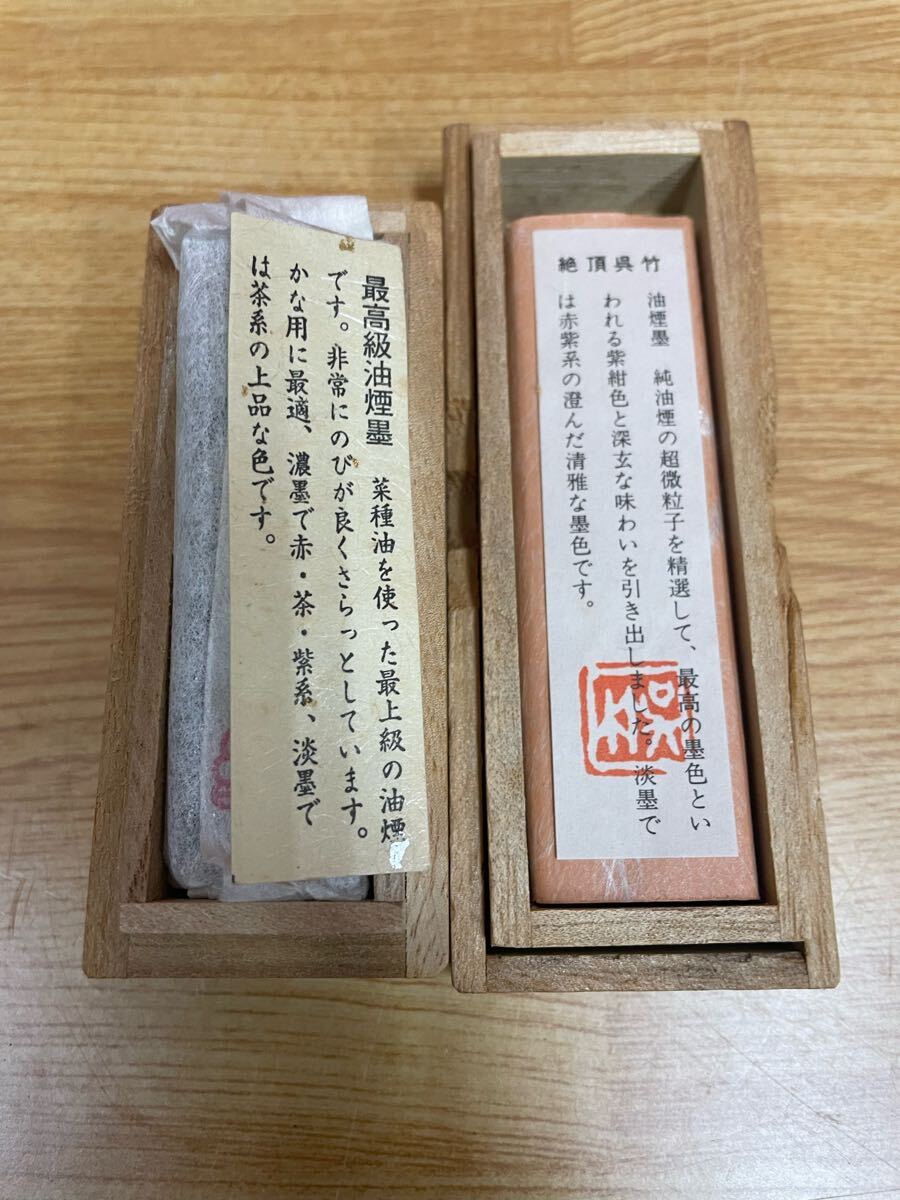 最高級油煙墨　菜種油を使った最上級の油煙
です。非常にのびが良くさらっとしています。
かな用に最適、濃墨で赤・茶・紫系、淡墨で
は茶系の上品な色です。
絶頂呉竹
油煙墨　純油煙の超微粒子を精選して、最高の墨色とい
われる紫紺色と深玄な味わいを引き出しました。淡墨で
は赤紫系の澄んだ清雅な墨色です。